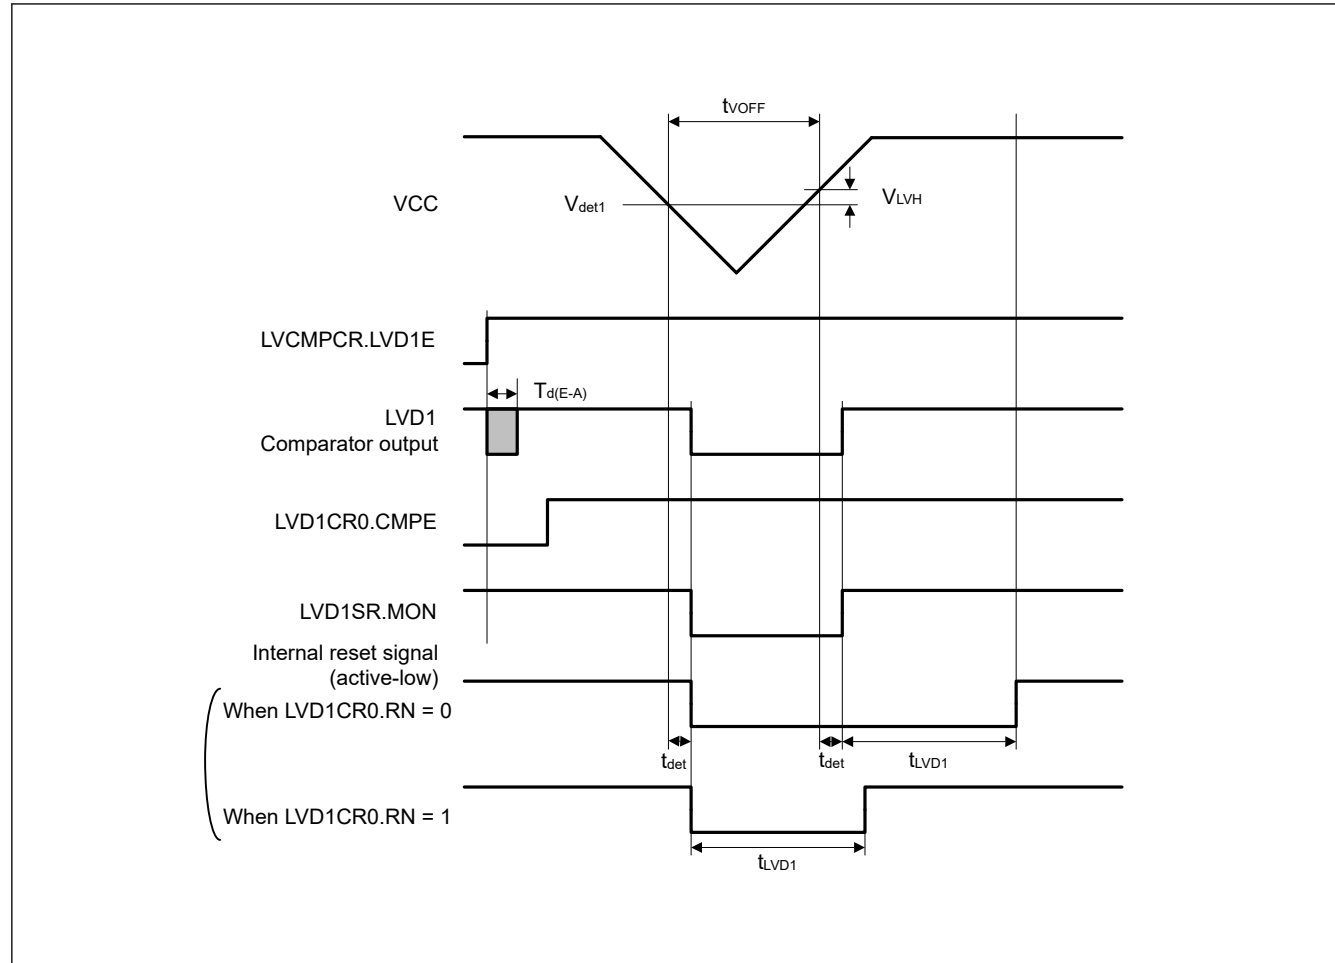 tVOFF
VCC
Vdet1
VLVH
LVCMPCR.LVD1E
Td(E-A)
LVD1
Comparator output
LVD1CR0.CMPE
LVD1SR.MON
Internal reset signal
(active-low)
When LVD1CR0.RN = 0
tdet
tdet
tLVD1
When LVD1CR0.RN = 1
tLVD1